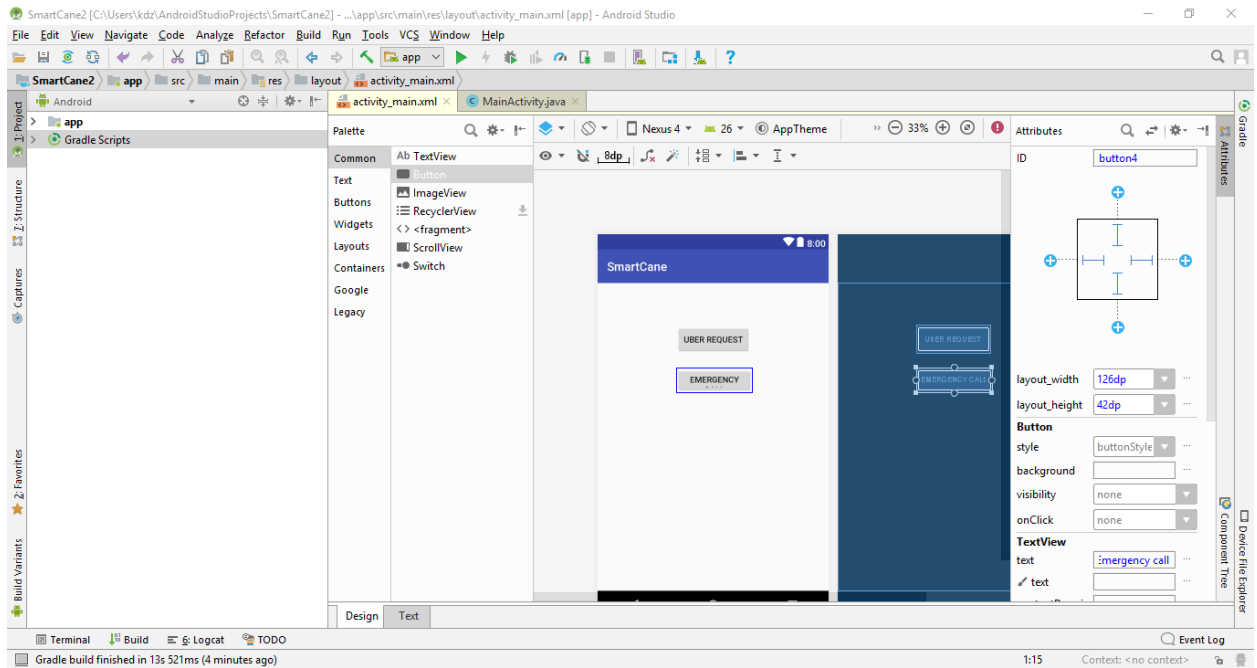 SmartCane2 [C:\Users\kdz\AndroidStudioProjects\SmartCane2] - ...\app\src\main\res\layout\activity_main.xml [app] - Android Studio
File Edit View Navigate Code Analyze Refactor Build Run Tools VCS Window Help
app
SmartCane2 app src main res layout activity_main.xml
1: Project
Z: Structure
Captures
2: Favorites
Build Variants
Android
app
Gradle Scripts
activity_main.xml
MainActivity.java
Palette
Common
Text
Buttons
Widgets
Layouts
Containers
Google
Legacy
Ab TextView
Button
ImageView
RecyclerView
<fragment>
ScrollView
Switch
Nexus 4 26 AppTheme >> 33%
8dp
8:00
SmartCane
UBER REQUEST
EMERGENCY
UBER REQUEST
EMERGENCY CALL
Attributes
ID button4
layout_width 126dp
layout_height 42dp
Button
style buttonStyle
background
visibility none
onClick none
TextView
text Emergency call
text
Gradle
Attributes
Component Tree
Device File Explorer
Design Text
Terminal Build 6: Logcat TODO
Event Log
Gradle build finished in 13s 521ms (4 minutes ago)
1:15 Context: <no context>